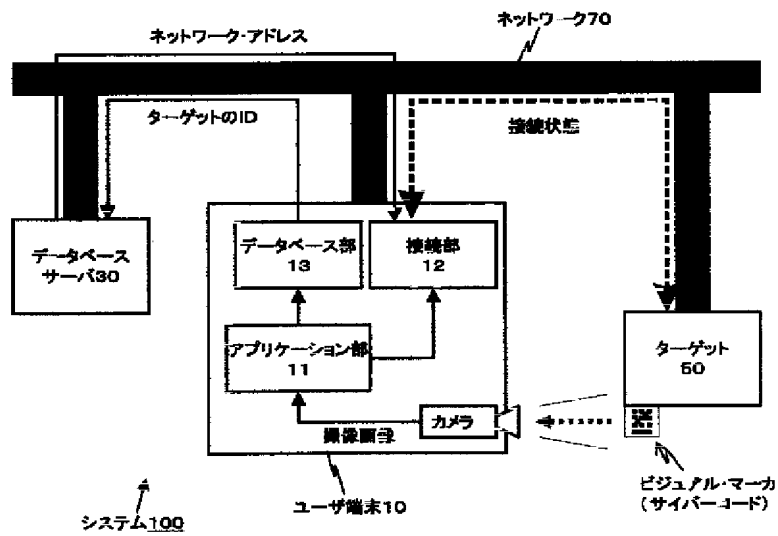 ネットワーク70
ネットワーク・アドレス
ターゲットのID
接続状態
データベース
サーバ30
データベース部
13
接続部
12
アプリケーション部
11
ターゲット
50
カメラ
撮像画像
ユーザ端末10
ビジュアル・マーカ
(サイバーコード)
システム100